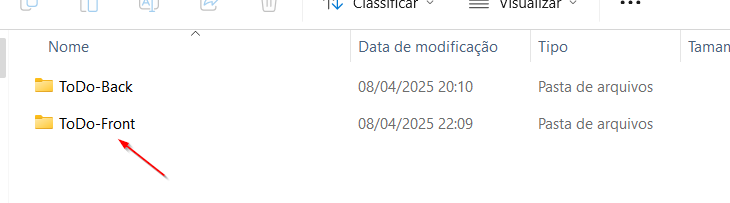 Classificar Visualizar
Nome Data de modificação Tipo Taman
ToDo-Back 08/04/2025 20:10 Pasta de arquivos
ToDo-Front 08/04/2025 22:09 Pasta de arquivos